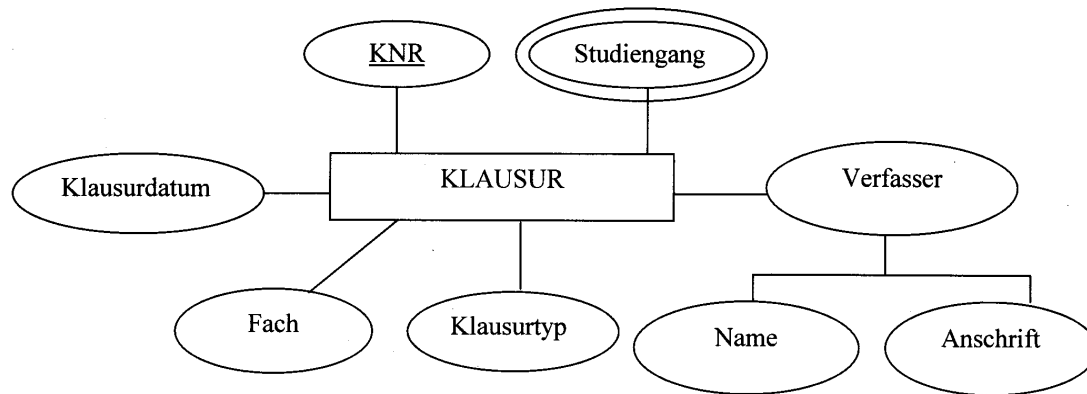 KNR
Studiengang
Klausurdatum
KLAUSUR
Verfasser
Fach
Klausurtyp
Name
Anschrift